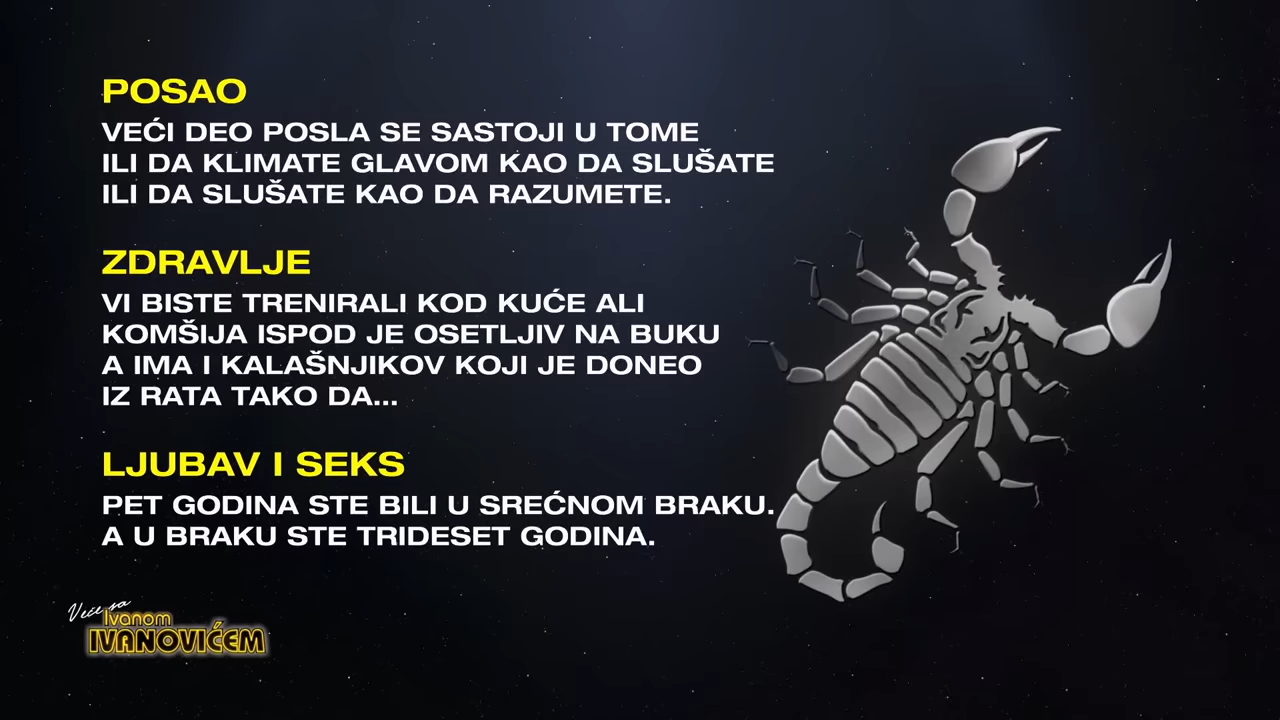 POSAO
VEĆI DEO POSLA SE SASTOJI U TOME
ILI DA KLIMATE GLAVOM KAO DA SLUŠATE
ILI DA SLUŠATE KAO DA RAZUMETE.
ZDRAVLJE
VI BISTE TRENIRALI KOD KUĆE ALI
KOMŠIJA ISPOD JE OSETLJIV NA BUKU
A IMA I KALAŠNJIKOV KOJI JE DONEO
IZ RATA TAKO DA...
LJUBAV I SEKS
PET GODINA STE BILI U SREĆNOM BRAKU.
A U BRAKU STE TRIDESET GODINA.
Veče sa
Ivanom
IVANOVIĆEM